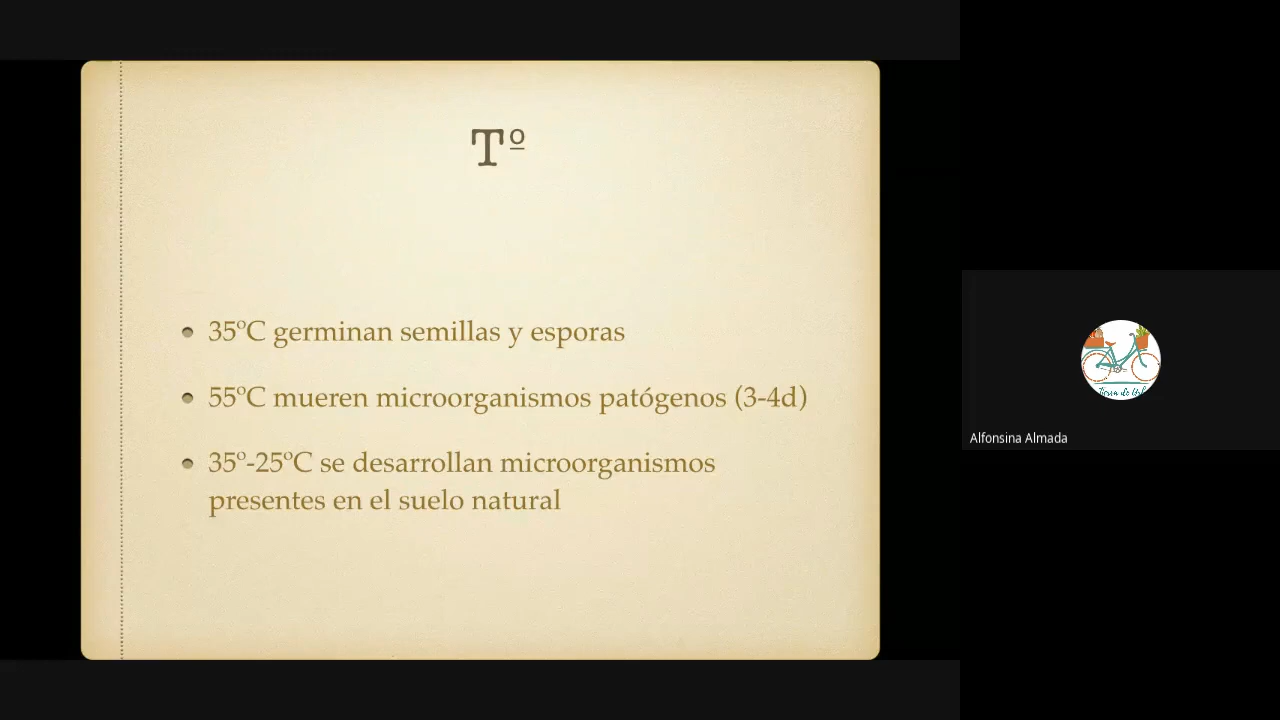 Tº
• 35ºC germinan semillas y esporas
• 55ºC mueren microorganismos patógenos (3-4d)
• 35º-25ºC se desarrollan microorganismos
presentes en el suelo natural
Alfonsina Almada